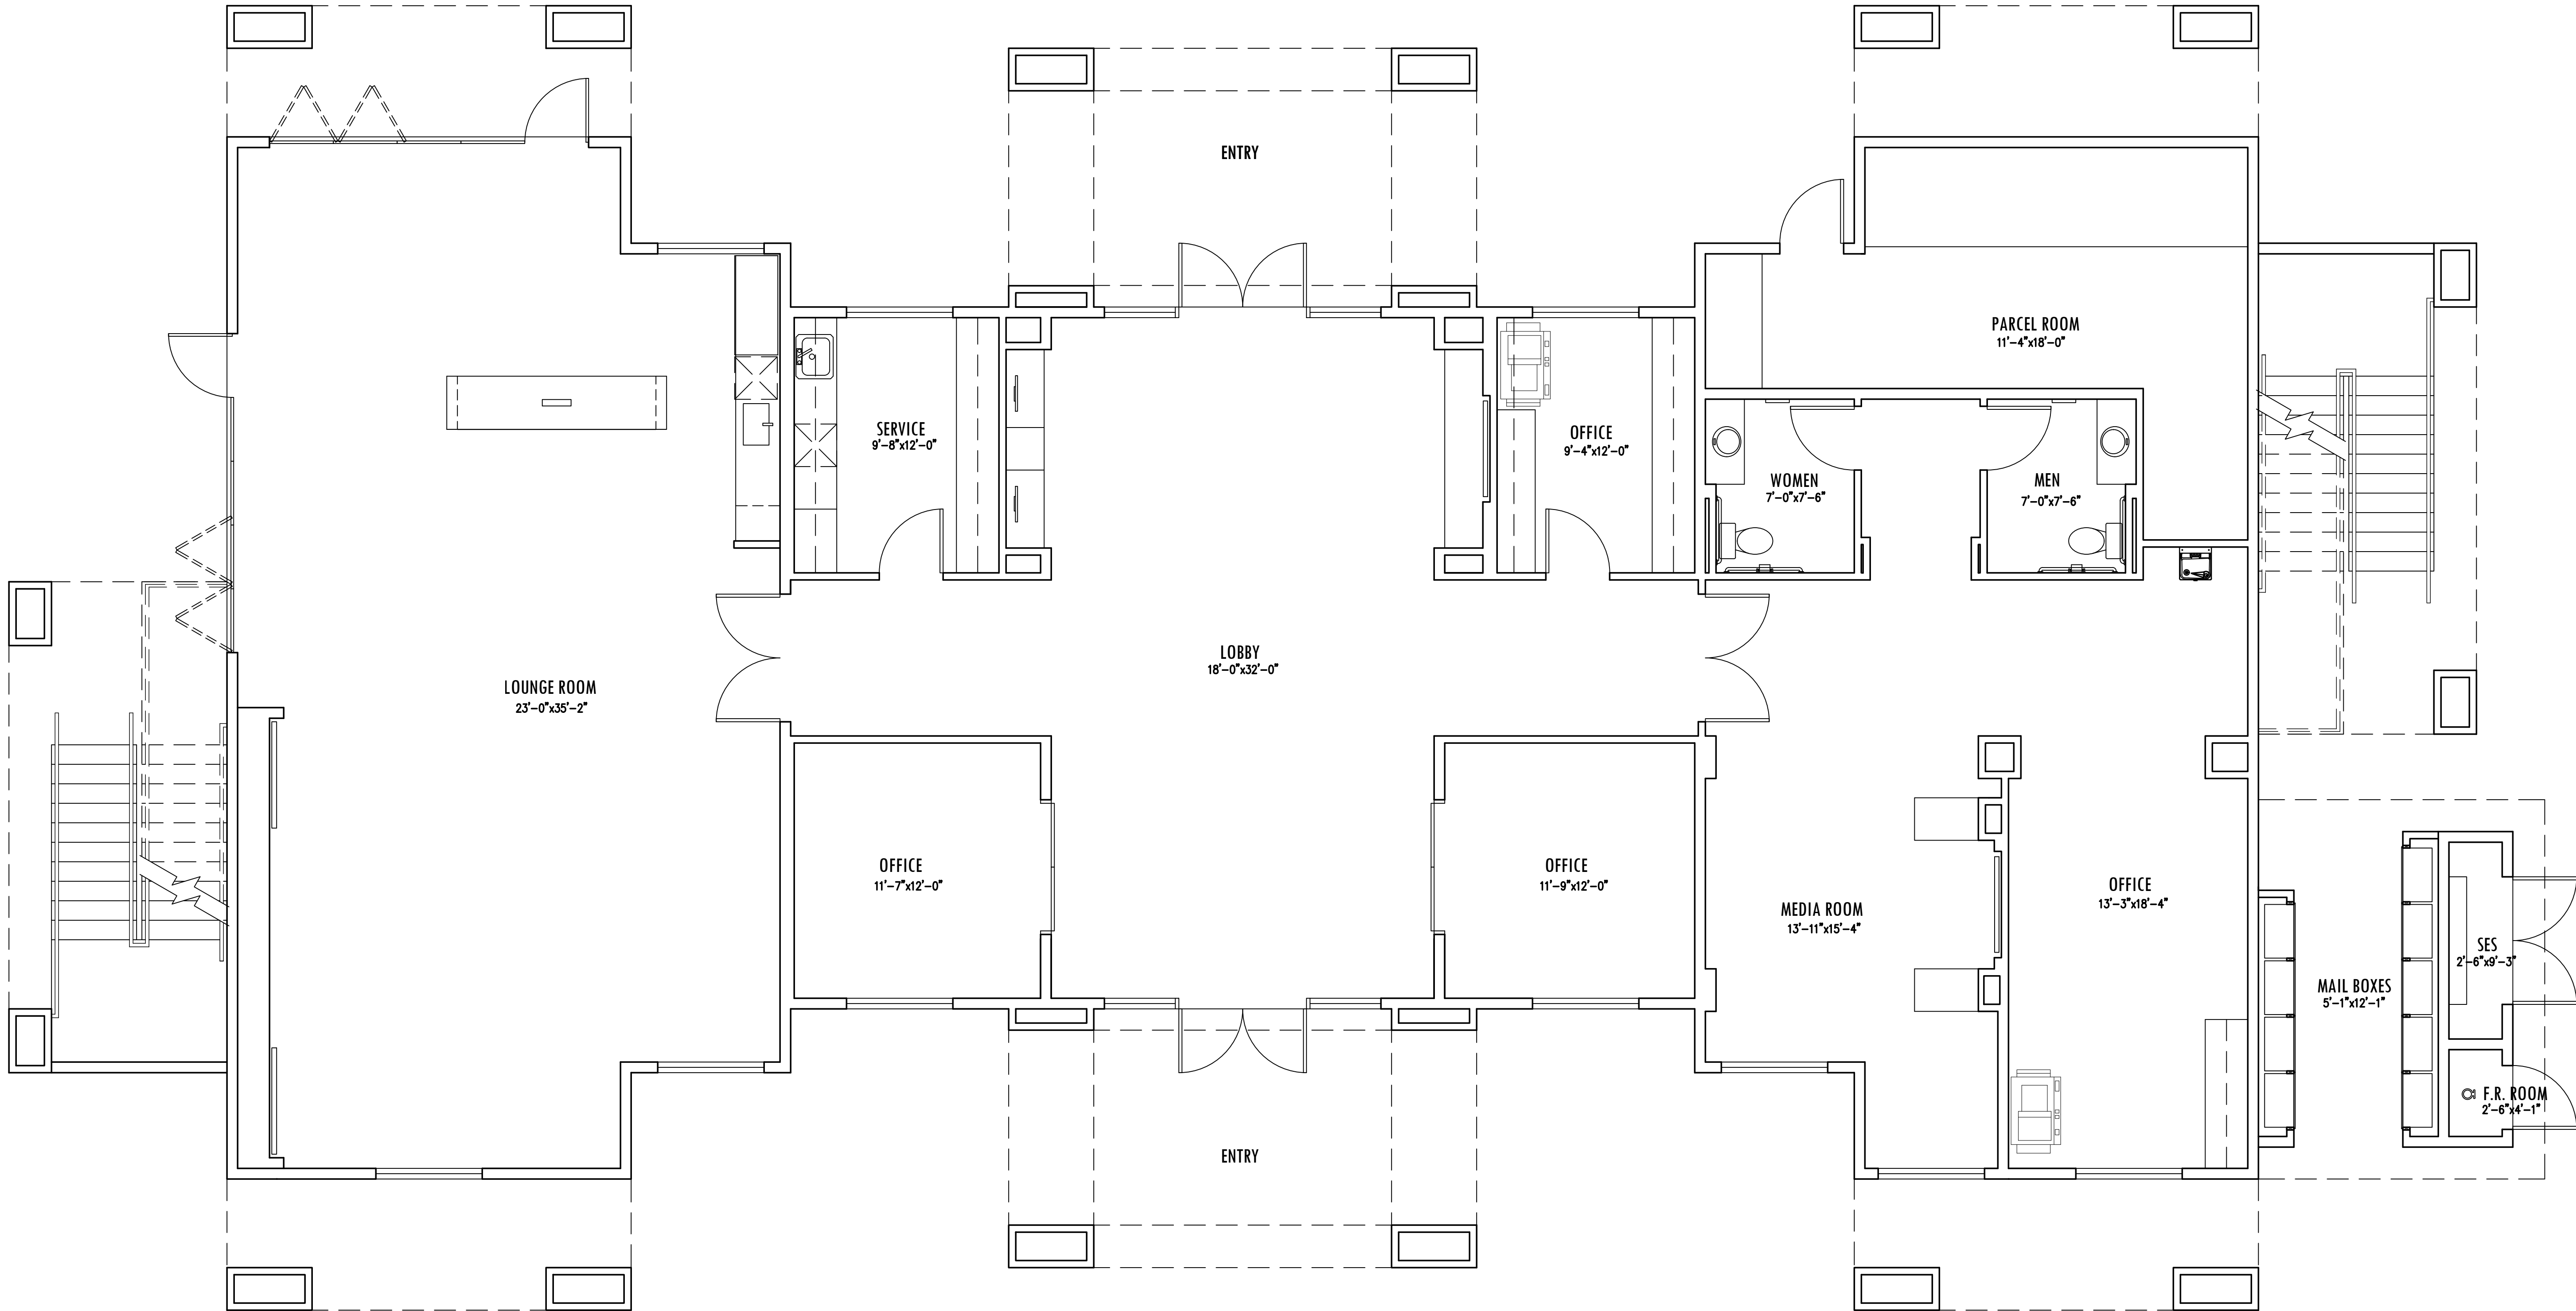 ENTRY
PARCEL ROOM
11'-4"x18'-0"
SERVICE
9'-8"x12'-0"
OFFICE
9'-4"x12'-0"
WOMEN
7'-0"x7'-6"
MEN
7'-0"x7'-6"
LOBBY
18'-0"x32'-0"
LOUNGE ROOM
23'-0"x35'-2"
OFFICE
11'-7"x12'-0"
OFFICE
11'-9"x12'-0"
MEDIA ROOM
13'-11"x15'-4"
OFFICE
13'-3"x18'-4"
SES
2'-6"x9'-3"
MAIL BOXES
5'-1"x12'-1"
F.R. ROOM
2'-6"x4'-1"
ENTRY